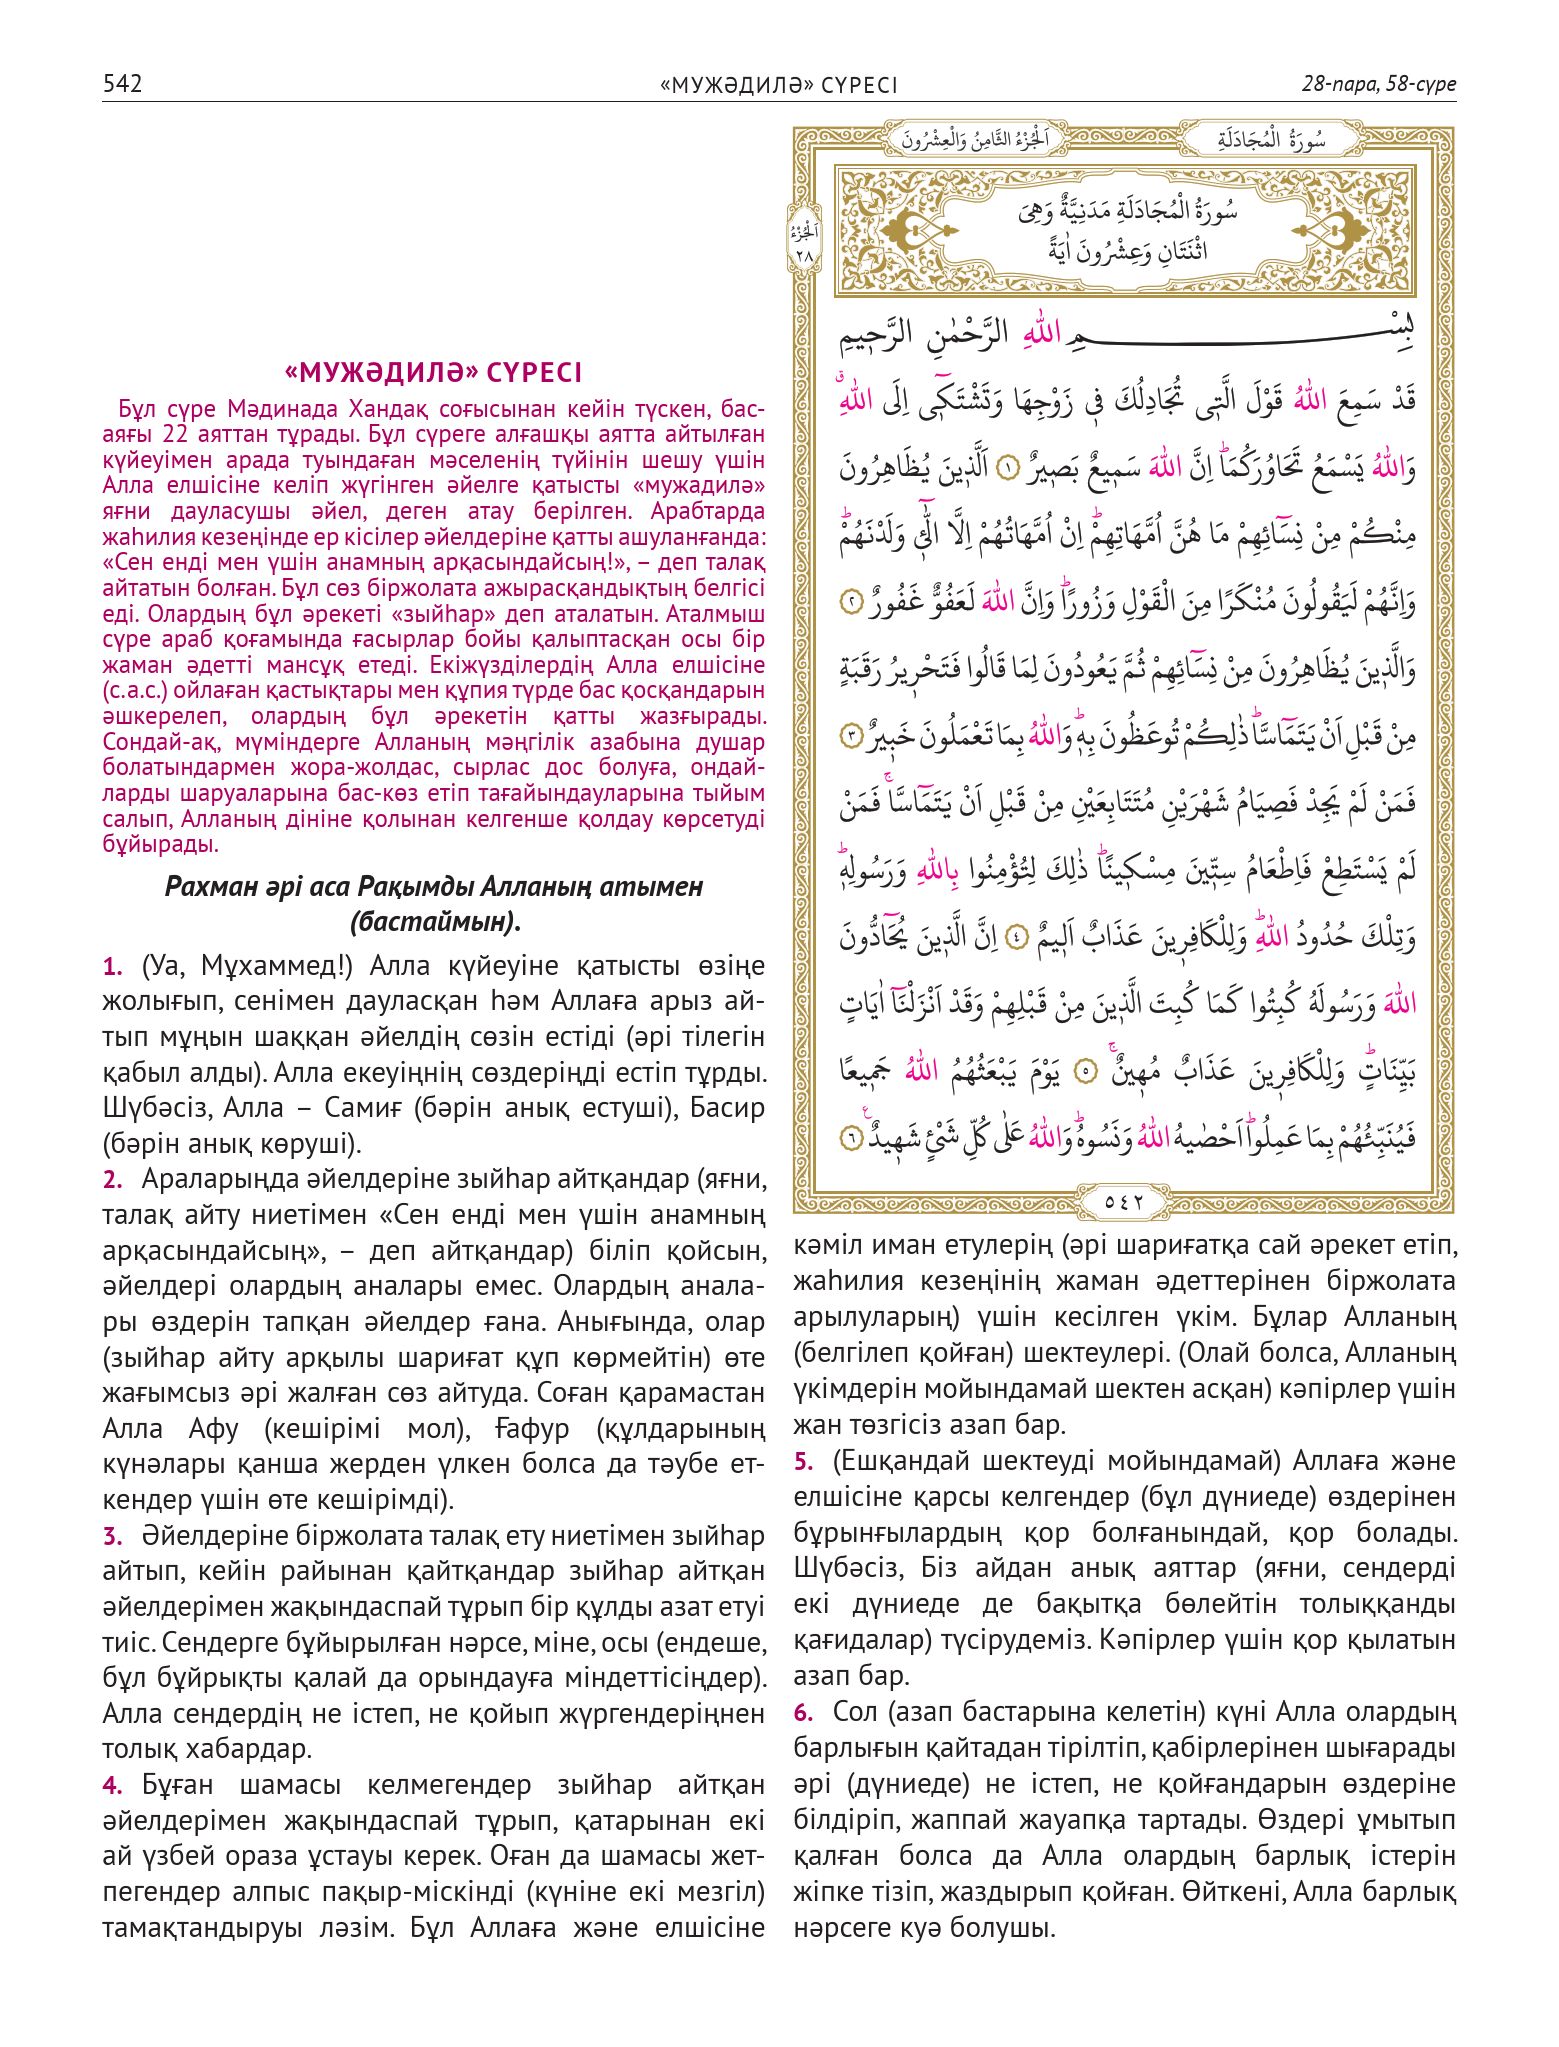 542
«МУЖӘДИЛӘ» СҮРЕСІ
28-пара, 58-сүре
«МУЖӘДИЛӘ» СҮРЕСІ
Бұл сүре Мәдинада Хандақ соғысынан кейін түскен, бас-
аяғы 22 аяттан тұрады. Бұл сүреге алғашқы аятта айтылған
күйеуімен арада туындаған мәселенің түйінін шешу үшін
Алла елшісіне келіп жүгінген әйелге қатысты «мужадилә»
яғни дауласушы әйел, деген атау берілген. Арабтарда
жаһилия кезеңінде ер кісілер әйелдеріне қатты ашуланғанда:
«Сен енді мен үшін анамның арқасындайсың!», – деп талақ
айтатын болған. Бұл сөз біржолата ажырасқандықтың белгісі
еді. Олардың бұл әрекеті «зыйһар» деп аталатын. Аталмыш
сүре араб қоғамында ғасырлар бойы қалыптасқан осы бір
жаман әдетті мансұқ етеді. Екіжүзділердің Алла елшісіне
(с.а.с.) ойлаған қастықтары мен құпия түрде бас қосқандарын
әшкерелеп, олардың бұл әрекетін қатты жазғырады.
Сондай-ақ, мүміндерге Алланың мәңгілік азабына душар
болатындармен жора-жолдас, сырлас дос болуға, ондай-
ларды шаруаларына бас-көз етіп тағайындауларына тыйым
салып, Алланың дініне қолынан келгенше қолдау көрсетуді
бұйырады.
Рахман әрі аса Рақымды Алланың атымен
(бастаймын).
1. (Уа, Мұхаммед!) Алла күйеуіне қатысты өзіңе
жолығып, сенімен дауласқан һәм Аллаға арыз ай-
тып мұңын шаққан әйелдің сөзін естіді (әрі тілегін
қабыл алды). Алла екеуіңнің сөздеріңді естіп тұрды.
Шүбәсіз, Алла – Самиғ (бәрін анық естуші), Басир
(бәрін анық көруші).
2. Араларыңда әйелдеріне зыйһар айтқандар (яғни,
талақ айту ниетімен «Сен енді мен үшін анамның
арқасындайсың», – деп айтқандар) біліп қойсын,
әйелдері олардың аналары емес. Олардың анала-
ры өздерін тапқан әйелдер ғана. Анығында, олар
(зыйһар айту арқылы шариғат құп көрмейтін) өте
жағымсыз әрі жалған сөз айтуда. Соған қарамастан
Алла Афу (кешірімі мол), Ғафур (құлдарының
күнәлары қанша жерден үлкен болса да тәубе ет-
кендер үшін өте кешірімді).
3. Әйелдеріне біржолата талақ ету ниетімен зыйһар
айтып, кейін райынан қайтқандар зыйһар айтқан
әйелдерімен жақындаспай тұрып бір құлды азат етуі
тиіс. Сендерге бұйырылған нәрсе, міне, осы (ендеше,
бұл бұйрықты қалай да орындауға міндеттісіңдер).
Алла сендердің не істеп, не қойып жүргендеріңнен
толық хабардар.
4. Бұған шамасы келмегендер зыйһар айтқан
әйелдерімен жақындаспай тұрып, қатарынан екі
ай үзбей ораза ұстауы керек. Оған да шамасы жет-
пегендер алпыс пақыр-міскінді (күніне екі мезгіл)
тамақтандыруы ләзім. Бұл Аллаға және елшісіне
سُورَةُ الْمُجَادَلَةِ
اَلْجُزْءُ الثَّامِنُ وَالْعِشْرُونَ
سُورَةُ الْمُجَادَلَةِ مَدَنِيَّةٌ وَهِيَ
اثْنَتَانِ وَعِشْرُونَ اٰيَةً
اَلْجُزْءُ
٢٨
بِسْمِ اللّٰهِ الرَّحْمٰنِ الرَّحِيمِ
قَدْ سَمِعَ اللّٰهُ قَوْلَ الَّتِي تُجَادِلُكَ فِي زَوْجِهَا وَتَشْتَكِٓي اِلَى اللّٰهِۗ
وَاللّٰهُ يَسْمَعُ تَحَاوُرَكُمَاۜ اِنَّ اللّٰهَ سَمِيعٌ بَصِيرٌ ﴿١﴾ اَلَّذِينَ يُظَاهِرُونَ
مِنْكُمْ مِنْ نِسَٓائِهِمْ مَا هُنَّ اُمَّهَاتِهِمْۜ اِنْ اُمَّهَاتُهُمْ اِلَّا الّٰٓئِ وَلَدْنَهُمْۜ
وَاِنَّهُمْ لَيَقُولُونَ مُنْكَرًا مِنَ الْقَوْلِ وَزُورًاۜ وَاِنَّ اللّٰهَ لَعَفُوٌّ غَفُورٌ ﴿٢﴾
وَالَّذِينَ يُظَاهِرُونَ مِنْ نِسَٓائِهِمْ ثُمَّ يَعُودُونَ لِمَا قَالُوا فَتَحْرِيرُ رَقَبَةٍ
مِنْ قَبْلِ اَنْ يَتَمَٓاسَّاۜ ذٰلِكُمْ تُوعَظُونَ بِهِۜ وَاللّٰهُ بِمَا تَعْمَلُونَ خَبِيرٌ ﴿٣﴾
فَمَنْ لَمْ يَجِدْ فَصِيَامُ شَهْرَيْنِ مُتَتَابِعَيْنِ مِنْ قَبْلِ اَنْ يَتَمَٓاسَّاۚ فَمَنْ
لَمْ يَسْتَطِعْ فَاِطْعَامُ سِتِّينَ مِسْكِينًاۜ ذٰلِكَ لِتُؤْمِنُوا بِاللّٰهِ وَرَسُولِهِۜ
وَتِلْكَ حُدُودُ اللّٰهِۜ وَلِلْكَافِرِينَ عَذَابٌ اَلِيمٌ ﴿٤﴾ اِنَّ الَّذِينَ يُحَٓادُّونَ
اللّٰهَ وَرَسُولَهُ كُبِتُوا كَمَا كُبِتَ الَّذِينَ مِنْ قَبْلِهِمْ وَقَدْ اَنْزَلْنَٓا اٰيَاتٍ
بَيِّنَاتٍۜ وَلِلْكَافِرِينَ عَذَابٌ مُهِينٌۚ ﴿٥﴾ يَوْمَ يَبْعَثُهُمُ اللّٰهُ جَمِيعًا
فَيُنَبِّئُهُمْ بِمَا عَمِلُواۜ اَحْصٰيهُ اللّٰهُ وَنَسُوهُۜ وَاللّٰهُ عَلٰى كُلِّ شَيْءٍ شَهِيدٌ ع ﴿٦﴾
٥٤٢
кәміл иман етулерің (әрі шариғатқа сай әрекет етіп,
жаһилия кезеңінің жаман әдеттерінен біржолата
арылуларың) үшін кесілген үкім. Бұлар Алланың
(белгілеп қойған) шектеулері. (Олай болса, Алланың
үкімдерін мойындамай шектен асқан) кәпірлер үшін
жан төзгісіз азап бар.
5. (Ешқандай шектеуді мойындамай) Аллаға және
елшісіне қарсы келгендер (бұл дүниеде) өздерінен
бұрынғылардың қор болғанындай, қор болады.
Шүбәсіз, Біз айдан анық аяттар (яғни, сендерді
екі дүниеде де бақытқа бөлейтін толыққанды
қағидалар) түсірудеміз. Кәпірлер үшін қор қылатын
азап бар.
6. Сол (азап бастарына келетін) күні Алла олардың
барлығын қайтадан тірілтіп, қабірлерінен шығарады
әрі (дүниеде) не істеп, не қойғандарын өздеріне
білдіріп, жаппай жауапқа тартады. Өздері ұмытып
қалған болса да Алла олардың барлық істерін
жіпке тізіп, жаздырып қойған. Өйткені, Алла барлық
нәрсеге куә болушы.